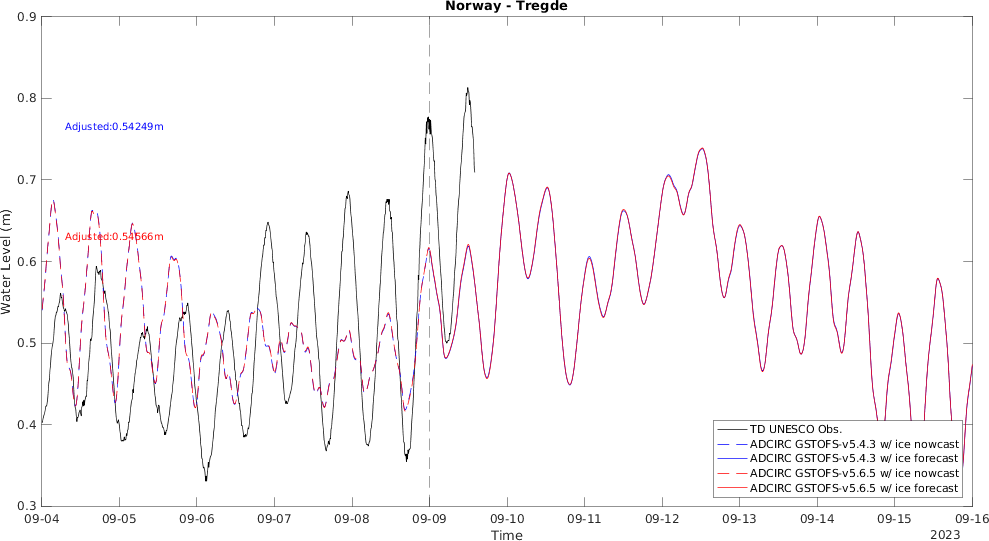 Norway - Tregde
0.9
0.8
0.7
0.6
0.5
0.4
0.3
Water Level (m)
Adjusted:0.54249m
Adjusted:0.54566m
TD UNESCO Obs.
ADCIRC GSTOFS-v5.4.3 w/ ice nowcast
ADCIRC GSTOFS-v5.4.3 w/ ice forecast
ADCIRC GSTOFS-v5.6.5 w/ ice nowcast
ADCIRC GSTOFS-v5.6.5 w/ ice forecast
09-04 09-05 09-06 09-07 09-08 09-09 09-10 09-11 09-12 09-13 09-14 09-15 09-16
Time
2023